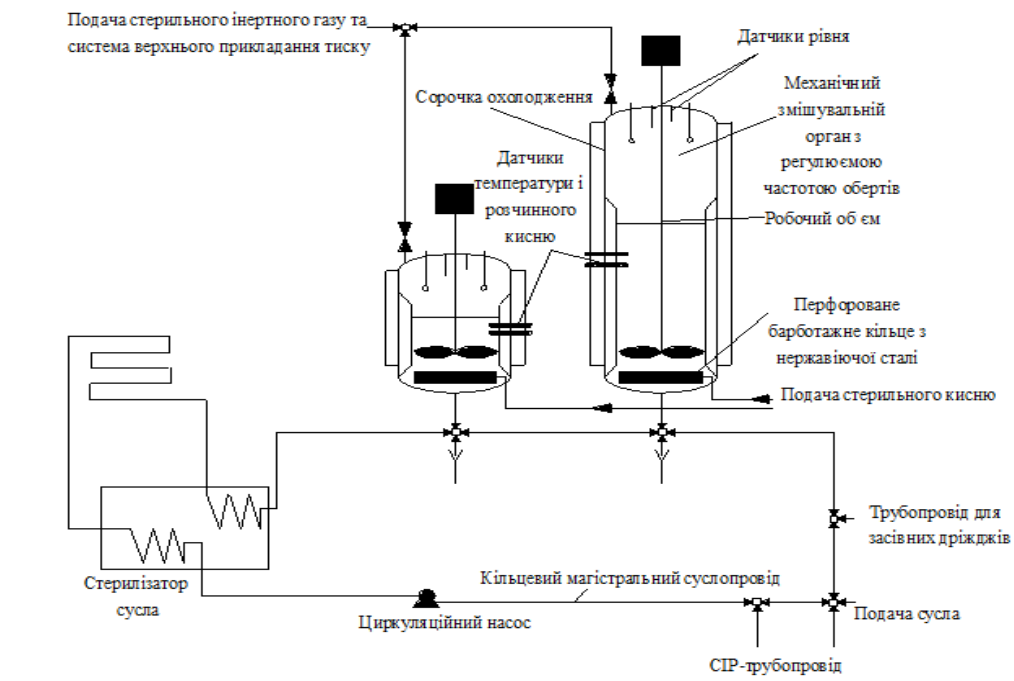 Подача стерильного інертного газу та
система верхнього прикладання тиску
Датчики рівня
Сорочка охолодження
Механічний
змішувальній
орган з
регулюємою
частотою обертів
Датчики
температури і
розчинного
кисню
Робочий об єм
Перфороване
барботажне кільце з
нержавіючої сталі
Подача стерильного кисню
Трубопровід для
засівних дріжджів
Стерилізатор
сусла
Кільцевий магістральний суслопровід
Циркуляційний насос
Подача сусла
CIP-трубопровід